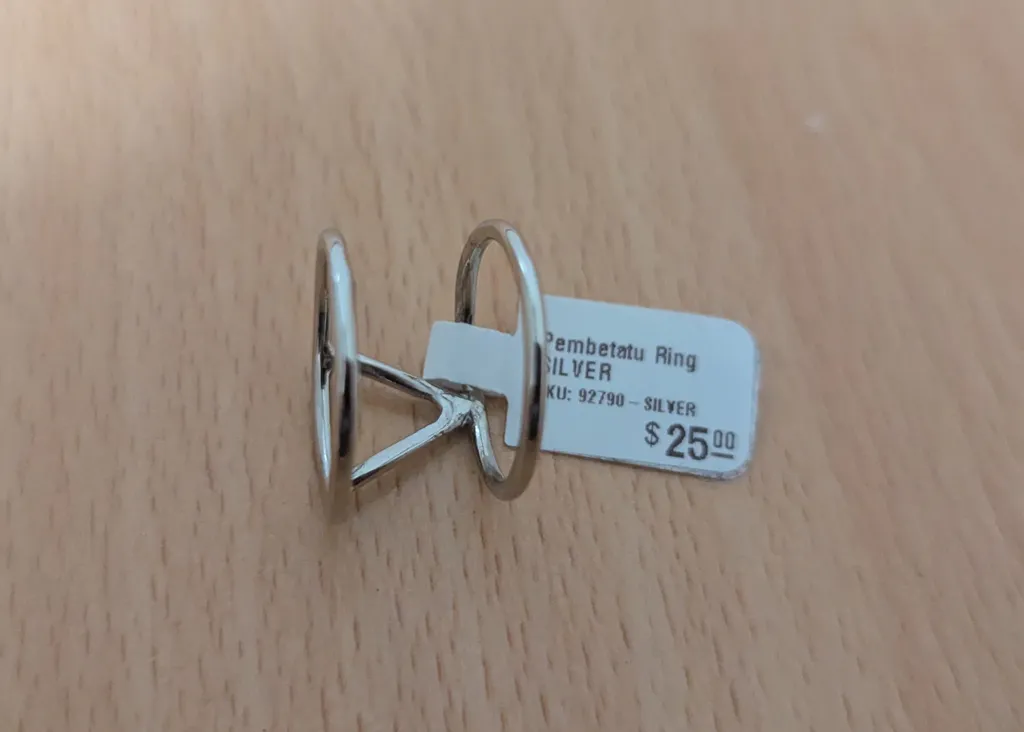 Pembetatu Ring
SILVER
KU: 92790 - SILVER
$25.00